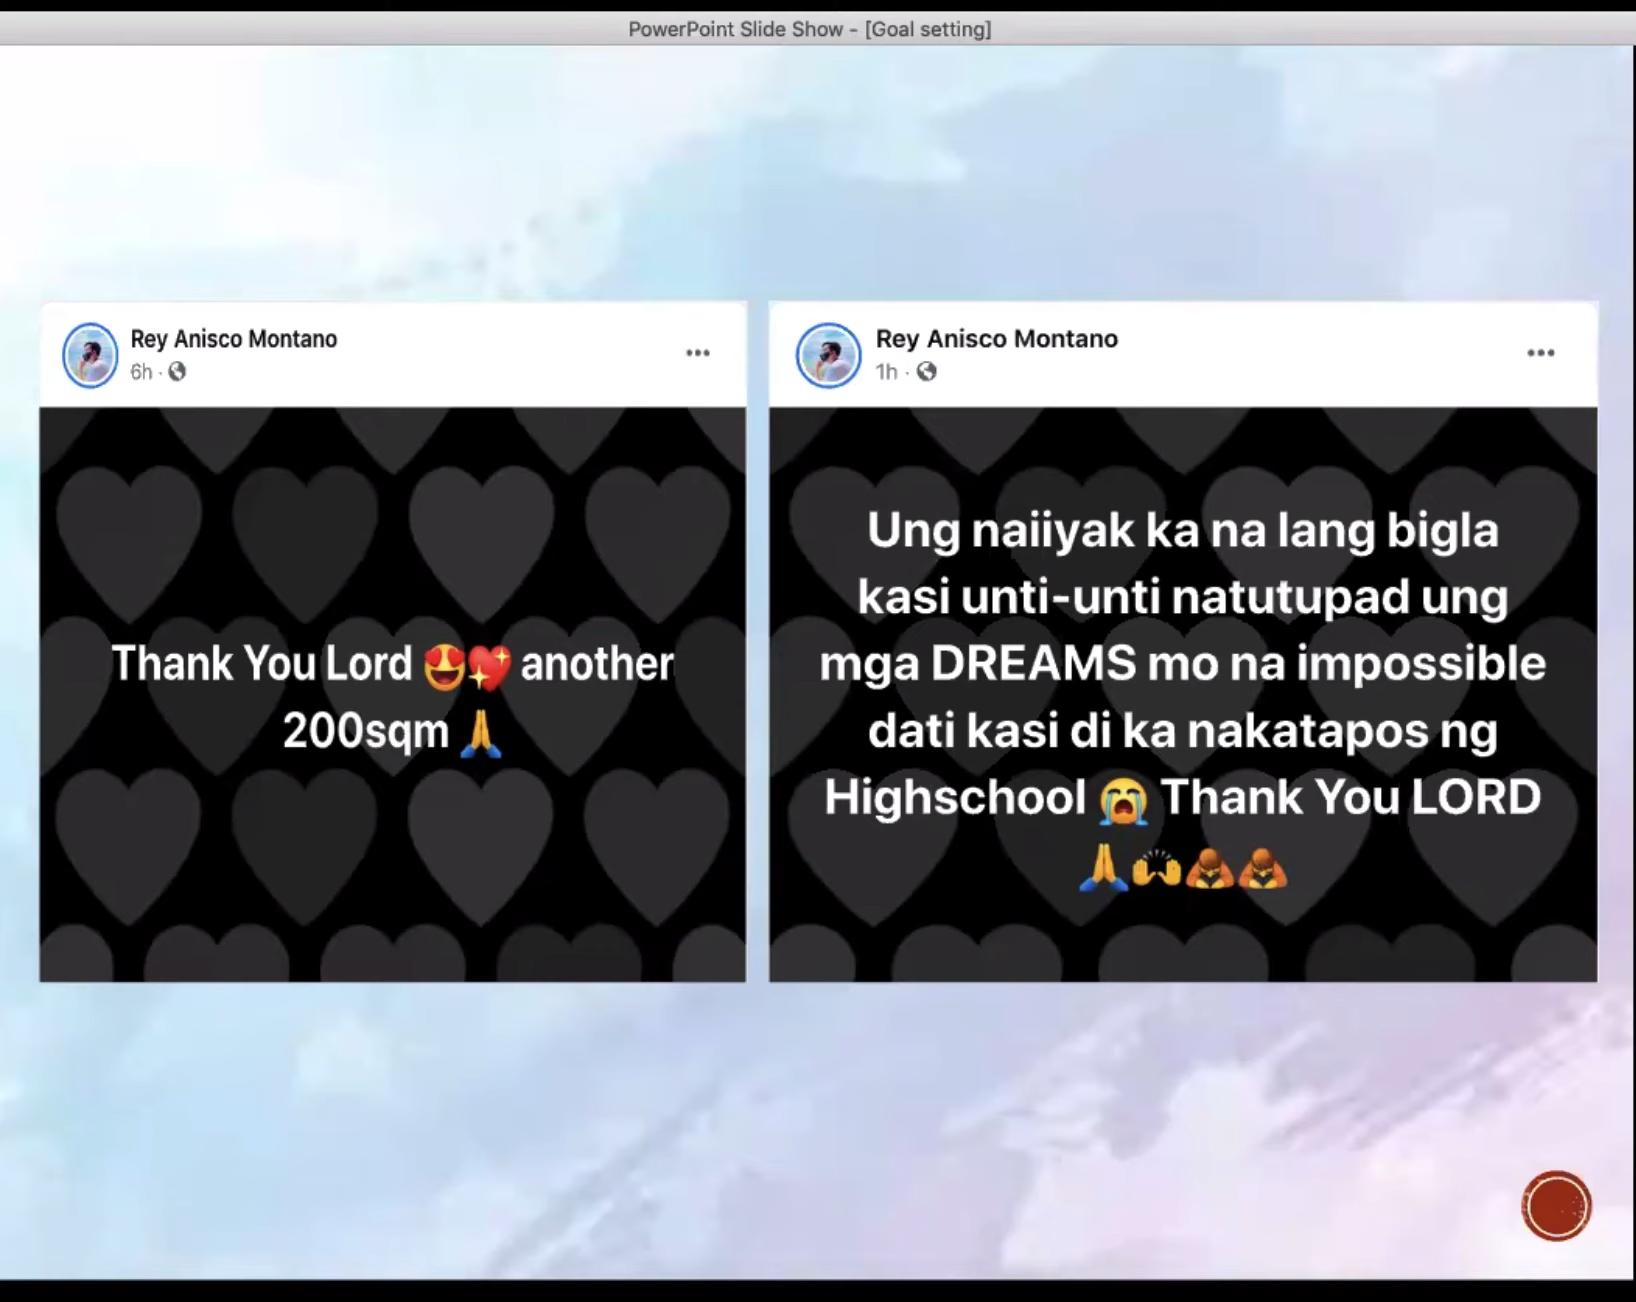 PowerPoint Slide Show - [Goal setting]
Rey Anisco Montano
6h ·
Thank You Lord 😍💖 another
200sqm 🙏
Rey Anisco Montano
1h ·
Ung naiiyak ka na lang bigla
kasi unti-unti natutupad ung
mga DREAMS mo na impossible
dati kasi di ka nakatapos ng
Highschool 😭 Thank You LORD
🙏🙌🙇🙇